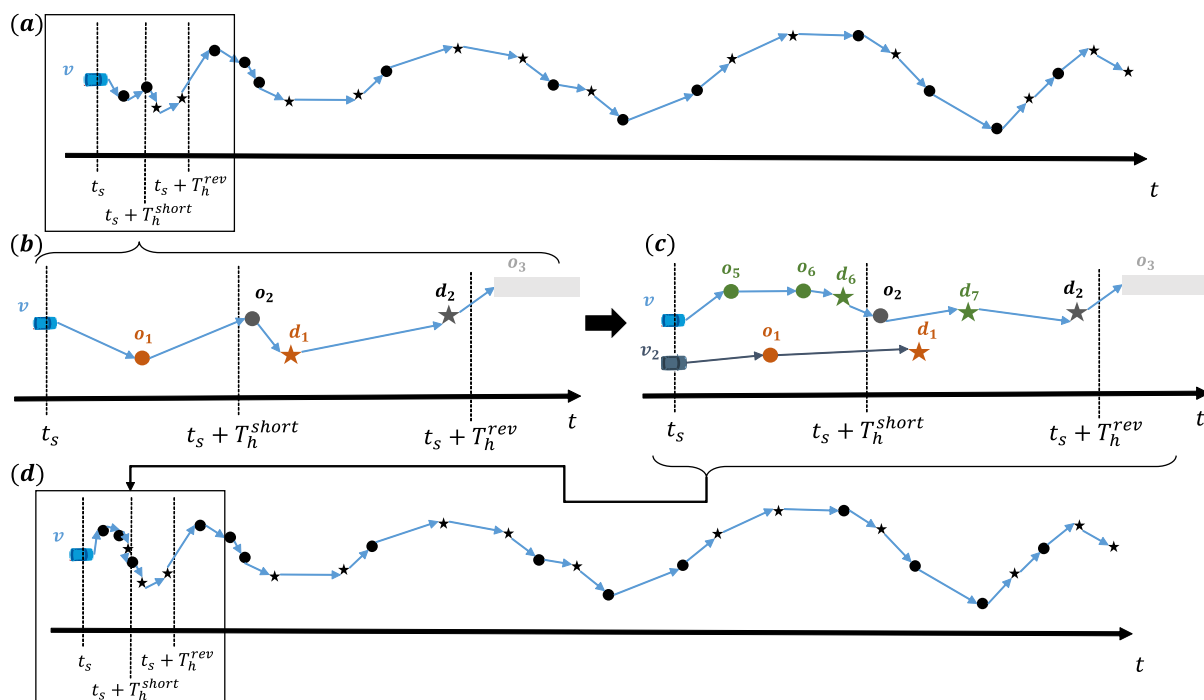 (a)
v
t_s
t_s + T_h^{rev}
t_s + T_h^{short}
t
(b)
v
o_1
o_2
d_1
d_2
o_3
t_s
t_s + T_h^{short}
t_s + T_h^{rev}
t
(c)
v
o_5
o_6
d_6
o_2
d_7
d_2
o_3
v_2
o_1
d_1
t_s
t_s + T_h^{short}
t_s + T_h^{rev}
t
(d)
v
t_s
t_s + T_h^{rev}
t_s + T_h^{short}
t